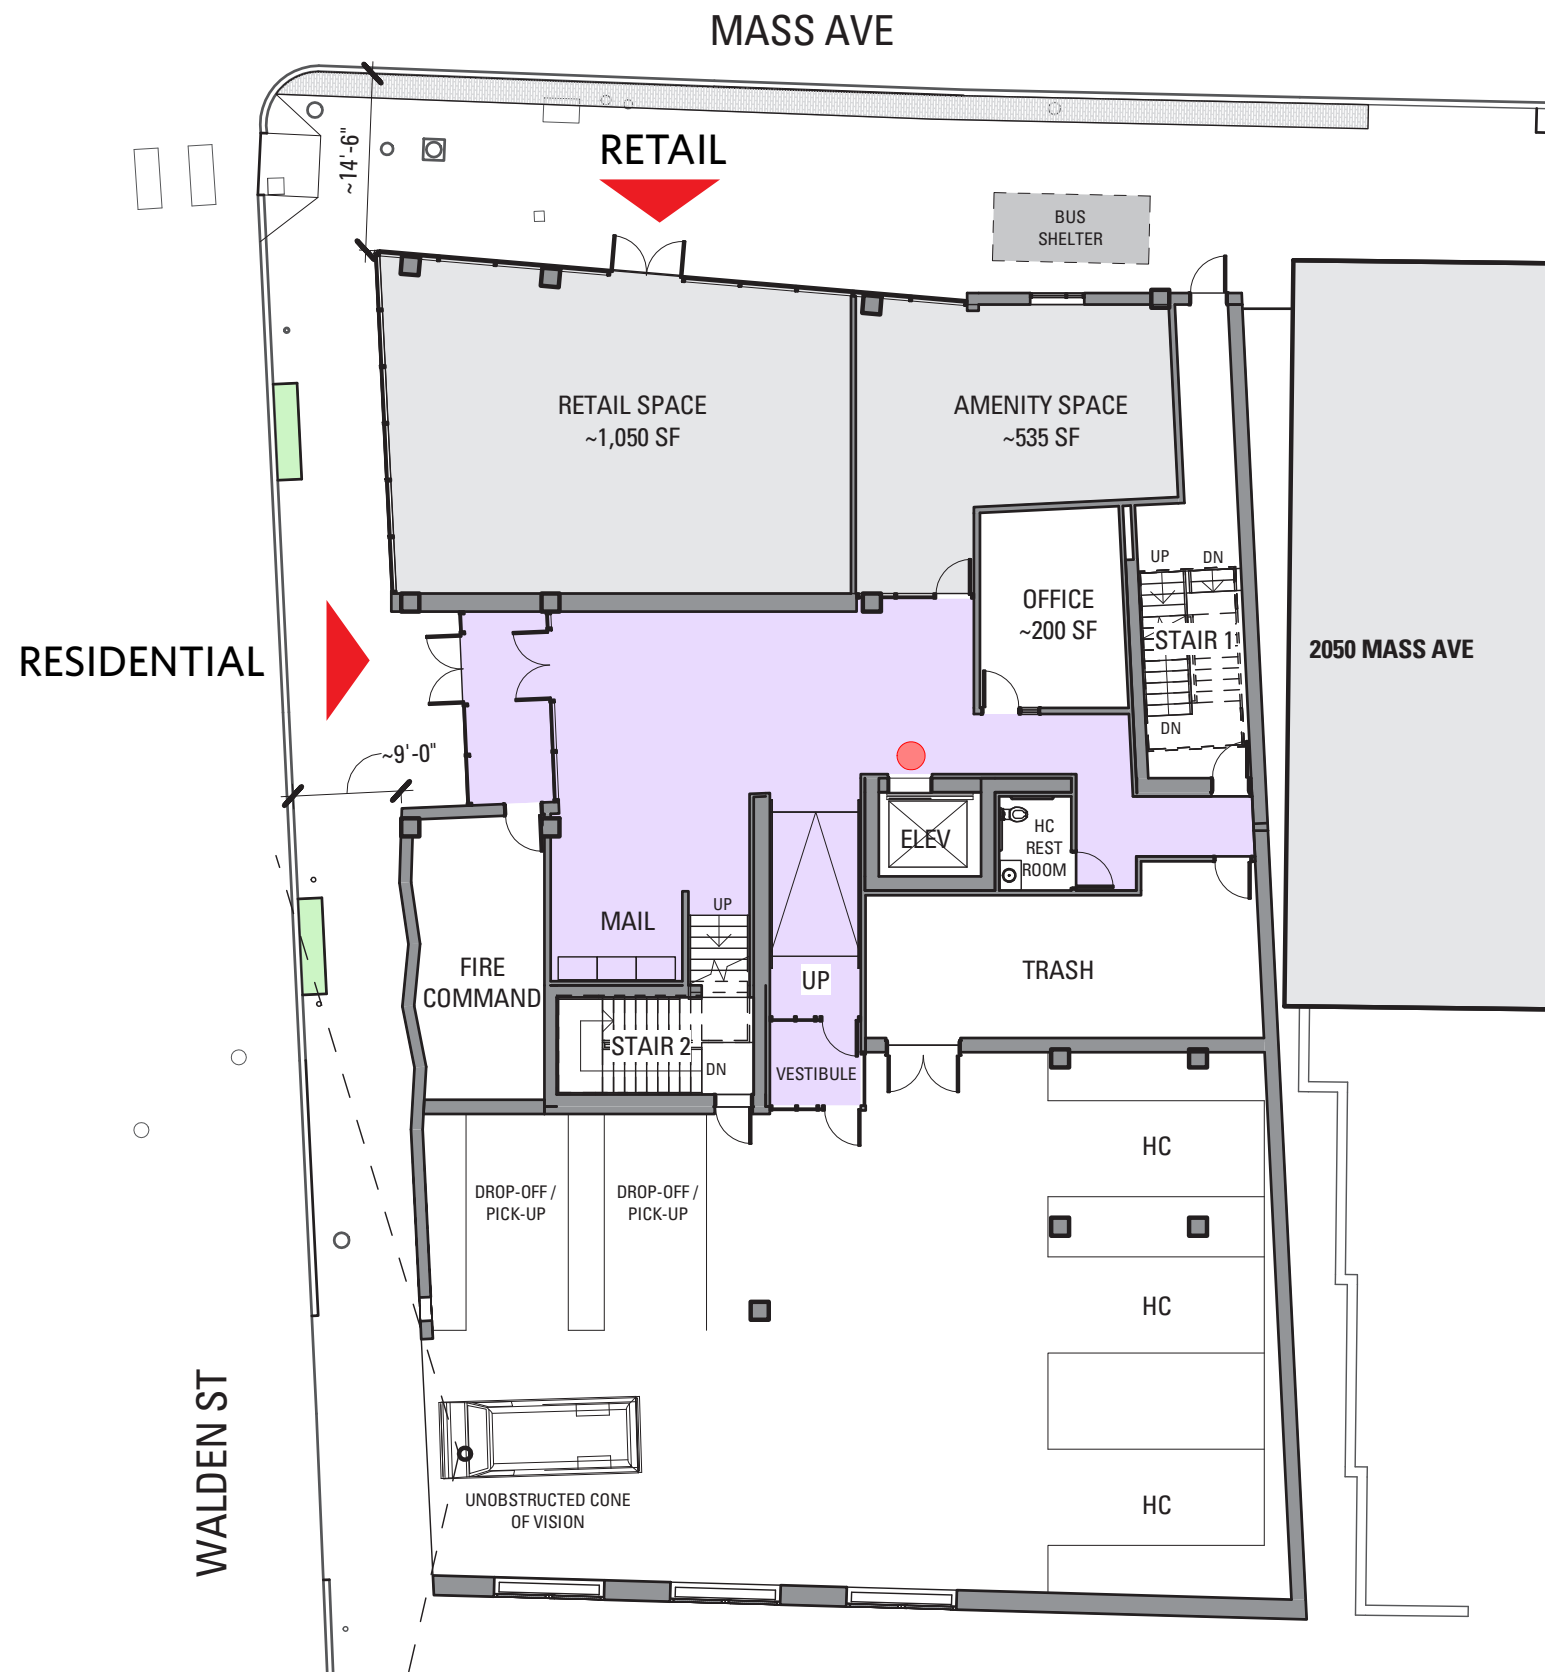 MASS AVE
~14'-6"
RETAIL
BUS
SHELTER
RETAIL SPACE
~1,050 SF
AMENITY SPACE
~535 SF
UP
DN
OFFICE
~200 SF
STAIR 1
RESIDENTIAL
2050 MASS AVE
DN
~9'-0"
ELEV
HC
REST
ROOM
UP
MAIL
FIRE
COMMAND
UP
TRASH
STAIR 2
DN
VESTIBULE
HC
DROP-OFF /
PICK-UP
DROP-OFF /
PICK-UP
HC
WALDEN ST
UNOBSTRUCTED CONE
OF VISION
HC